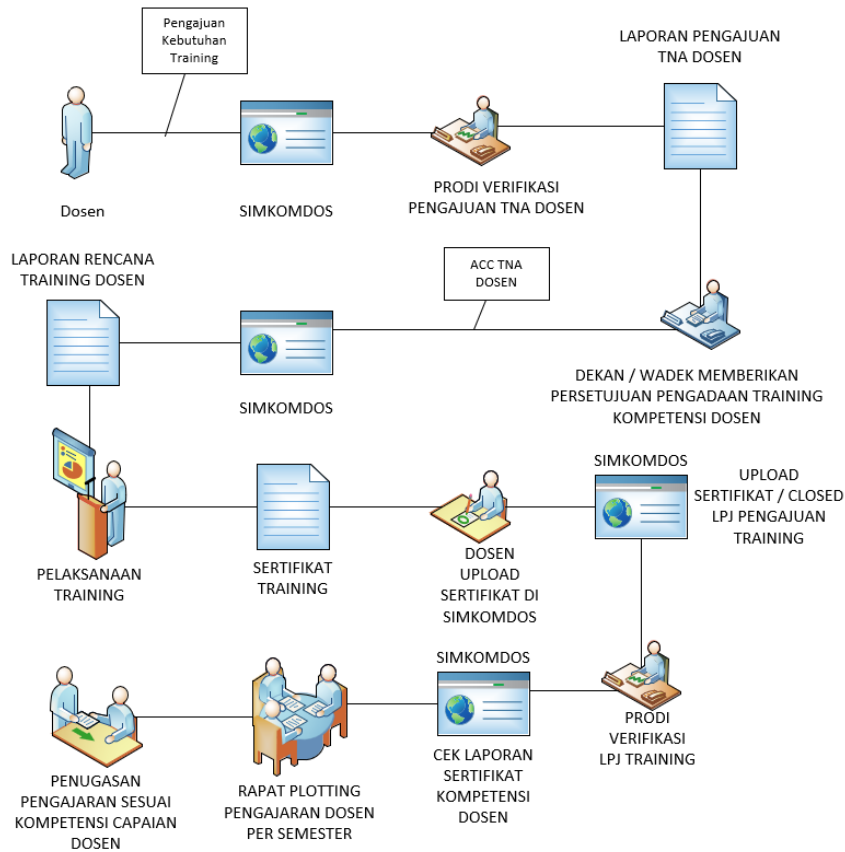 Pengajuan
Kebutuhan
Training
LAPORAN PENGAJUAN
TNA DOSEN
Dosen
SIMKOMDOS
PRODI VERIFIKASI
PENGAJUAN TNA DOSEN
LAPORAN RENCANA
TRAINING DOSEN
ACC TNA
DOSEN
SIMKOMDOS
DEKAN / WADEK MEMBERIKAN
PERSETUJUAN PENGADAAN TRAINING
KOMPETENSI DOSEN
PELAKSANAAN
TRAINING
SERTIFIKAT
TRAINING
DOSEN
UPLOAD
SERTIFIKAT DI
SIMKOMDOS
SIMKOMDOS
UPLOAD
SERTIFIKAT / CLOSED
LPJ PENGAJUAN
TRAINING
PRODI
VERIFIKASI
LPJ TRAINING
SIMKOMDOS
CEK LAPORAN
SERTIFIKAT
KOMPETENSI
DOSEN
RAPAT PLOTTING
PENGAJARAN DOSEN
PER SEMESTER
PENUGASAN
PENGAJARAN SESUAI
KOMPETENSI CAPAIAN
DOSEN